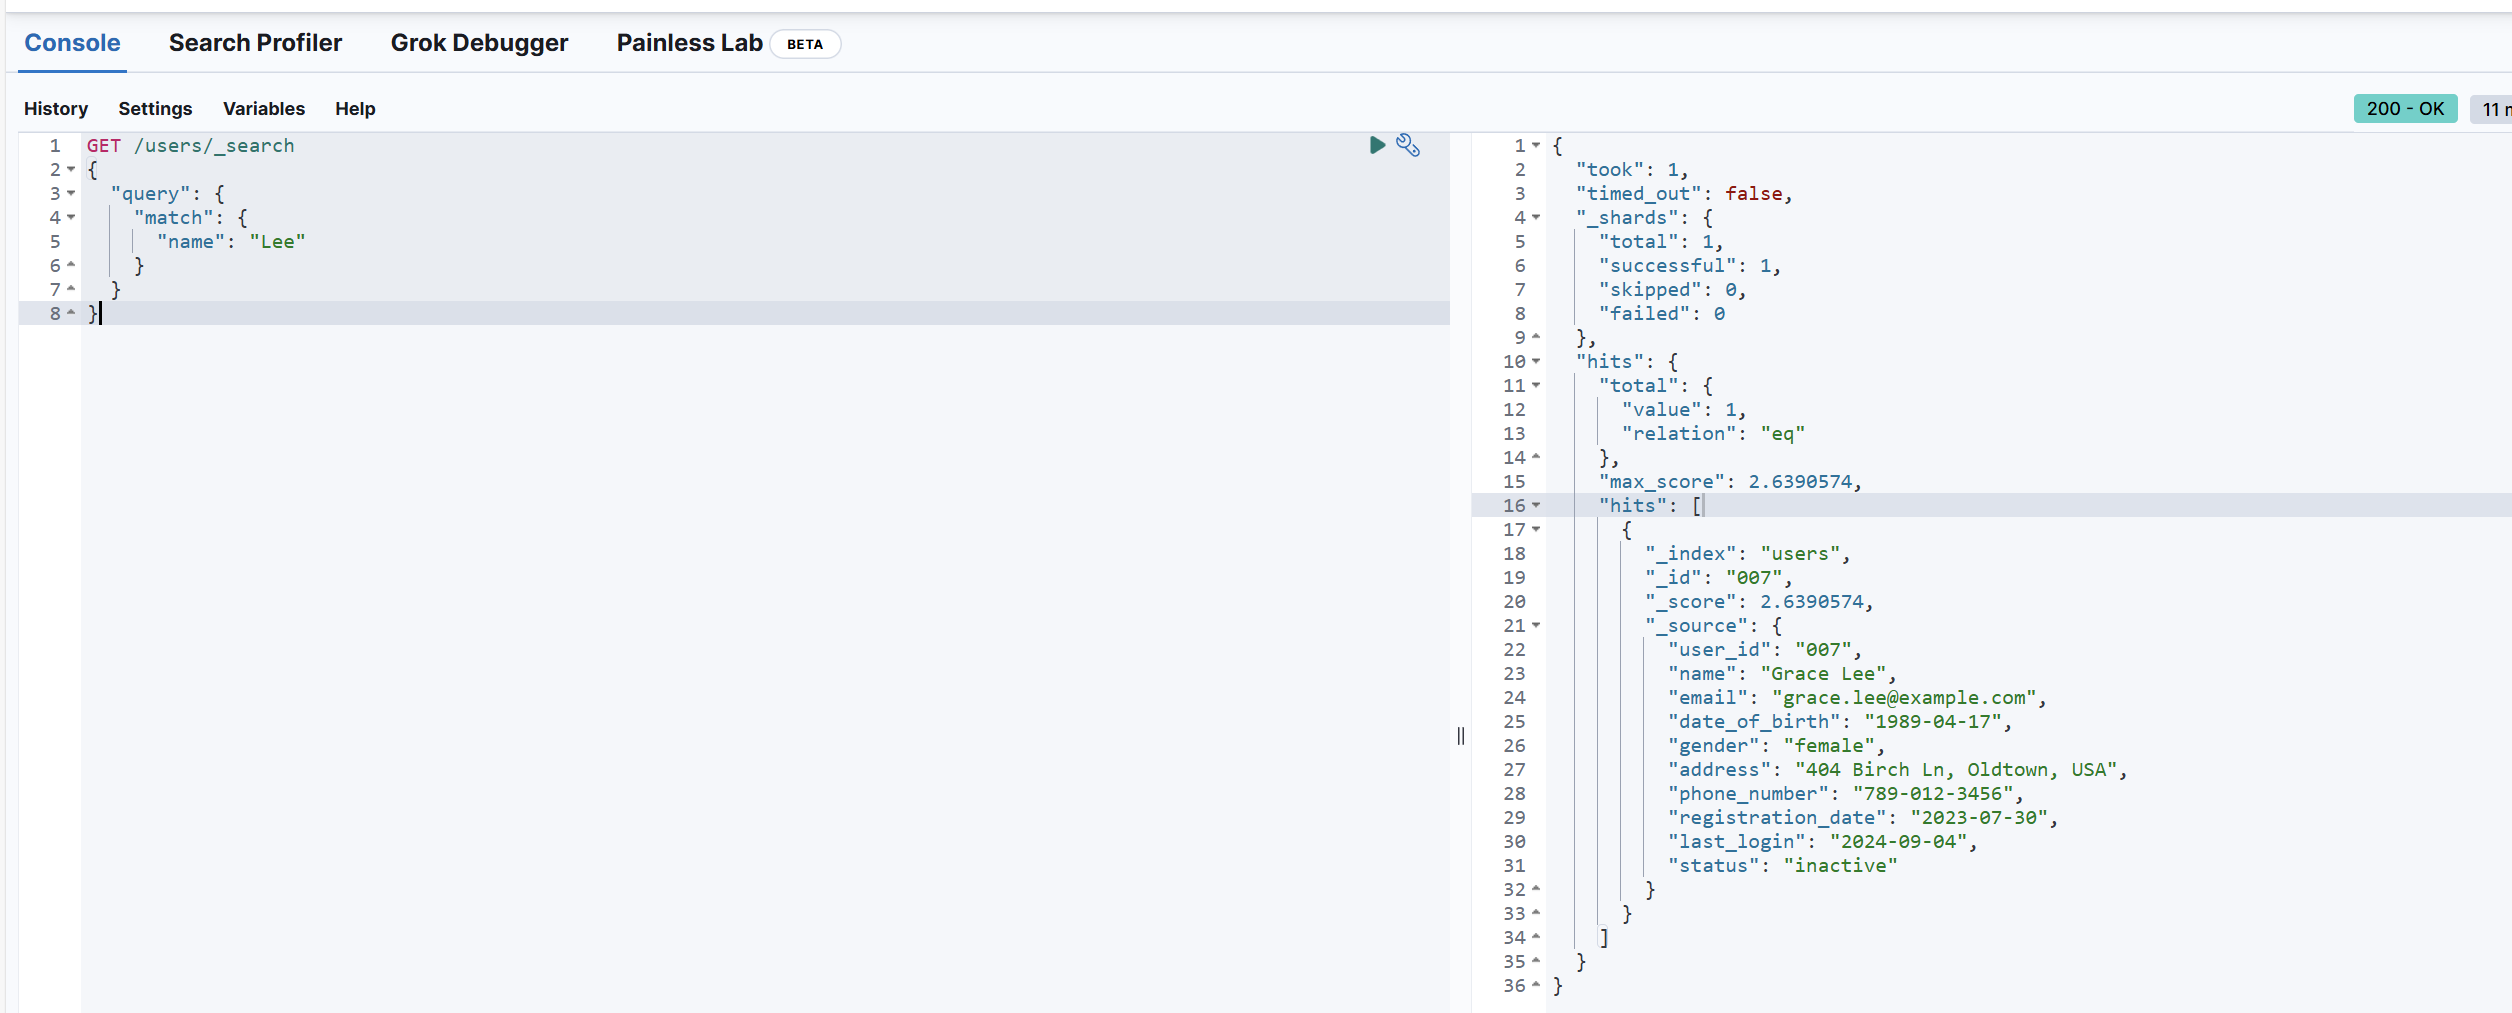 Console Search Profiler Grok Debugger Painless Lab BETA
History Settings Variables Help
200 - OK 11
1 GET /users/_search
2 {
3 "query": {
4 "match": {
5 "name": "Lee"
6 }
7 }
8 }
1 {
2 "took": 1,
3 "timed_out": false,
4 "_shards": {
5 "total": 1,
6 "successful": 1,
7 "skipped": 0,
8 "failed": 0
9 },
10 "hits": {
11 "total": {
12 "value": 1,
13 "relation": "eq"
14 },
15 "max_score": 2.6390574,
16 "hits": [
17 {
18 "_index": "users",
19 "_id": "007",
20 "_score": 2.6390574,
21 "_source": {
22 "user_id": "007",
23 "name": "Grace Lee",
24 "email": "grace.lee@example.com",
25 "date_of_birth": "1989-04-17",
26 "gender": "female",
27 "address": "404 Birch Ln, Oldtown, USA",
28 "phone_number": "789-012-3456",
29 "registration_date": "2023-07-30",
30 "last_login": "2024-09-04",
31 "status": "inactive"
32 }
33 }
34 ]
35 }
36 }